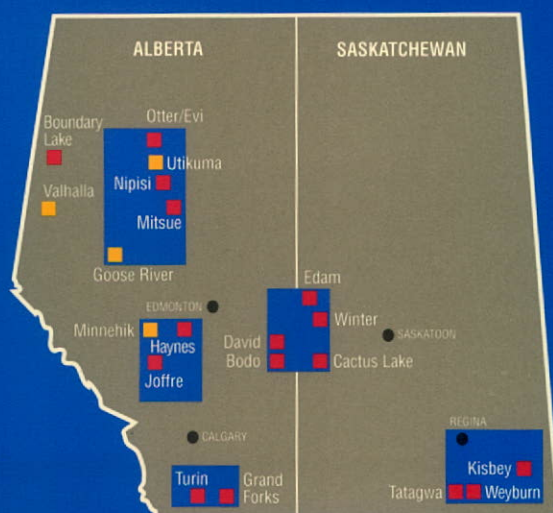 ALBERTA
SASKATCHEWAN
Otter/Evi
Boundary
Lake
Utikuma
Nipisi
Valhalla
Mitsue
Goose River
Edam
EDMONTON
Winter
Minnehik
SASKATOON
Haynes
David
Bodo
Cactus Lake
Joffre
CALGARY
REGINA
Turin
Grand
Forks
Kisbey
Tatagwa
Weyburn